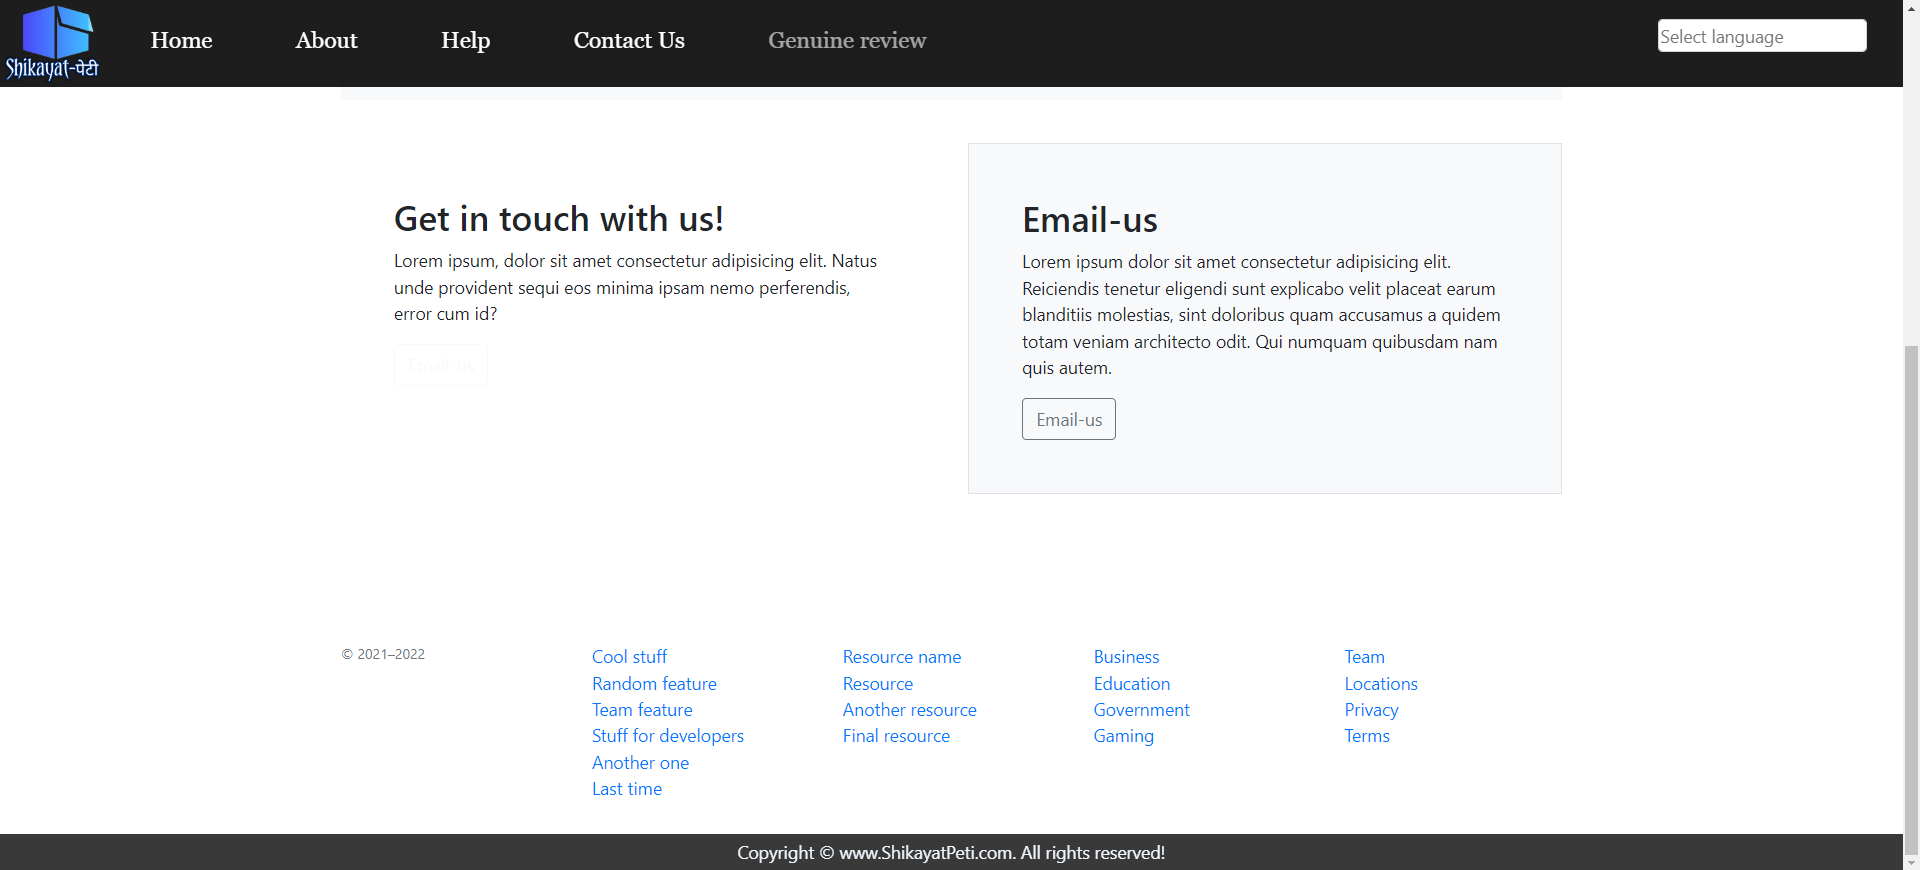 Shikayat-पेटी
Home About Help Contact Us Genuine review
Select language
Get in touch with us!
Lorem ipsum, dolor sit amet consectetur adipisicing elit. Natus
unde provident sequi eos minima ipsam nemo perferendis,
error cum id?
Email-us
Email-us
Lorem ipsum dolor sit amet consectetur adipisicing elit.
Reiciendis tenetur eligendi sunt explicabo velit placeat earum
blanditiis molestias, sint doloribus quam accusamus a quidem
totam veniam architecto odit. Qui numquam quibusdam nam
quis autem.
Email-us
© 2021–2022
Cool stuff
Random feature
Team feature
Stuff for developers
Another one
Last time
Resource name
Resource
Another resource
Final resource
Business
Education
Government
Gaming
Team
Locations
Privacy
Terms
Copyright © www.ShikayatPeti.com. All rights reserved!